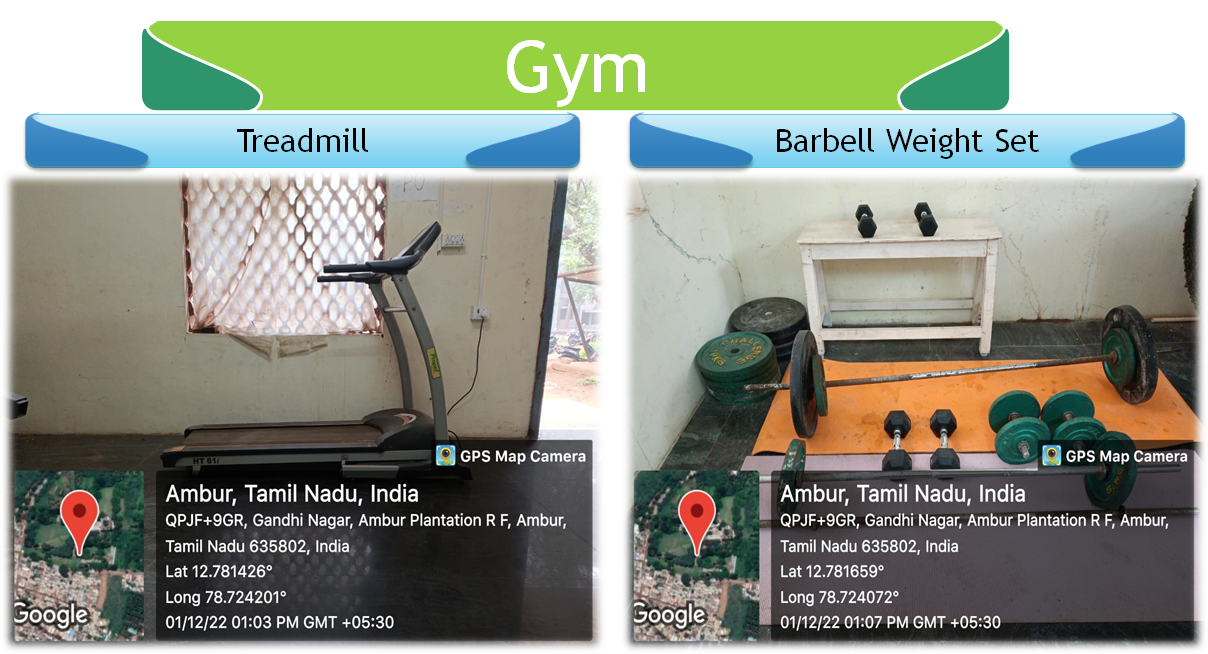 Gym
Treadmill
Barbell Weight Set
PO
HT 61i
GPS Map Camera
Ambur, Tamil Nadu, India
QPJF+9GR, Gandhi Nagar, Ambur Plantation R F, Ambur,
Tamil Nadu 635802, India
Lat 12.781426°
Long 78.724201°
01/12/22 01:03 PM GMT +05:30
Google
CHALLENGE
5KG
GPS Map Camera
Ambur, Tamil Nadu, India
QPJF+9GR, Gandhi Nagar, Ambur Plantation R F, Ambur,
Tamil Nadu 635802, India
Lat 12.781659°
Long 78.724072°
01/12/22 01:07 PM GMT +05:30
Google